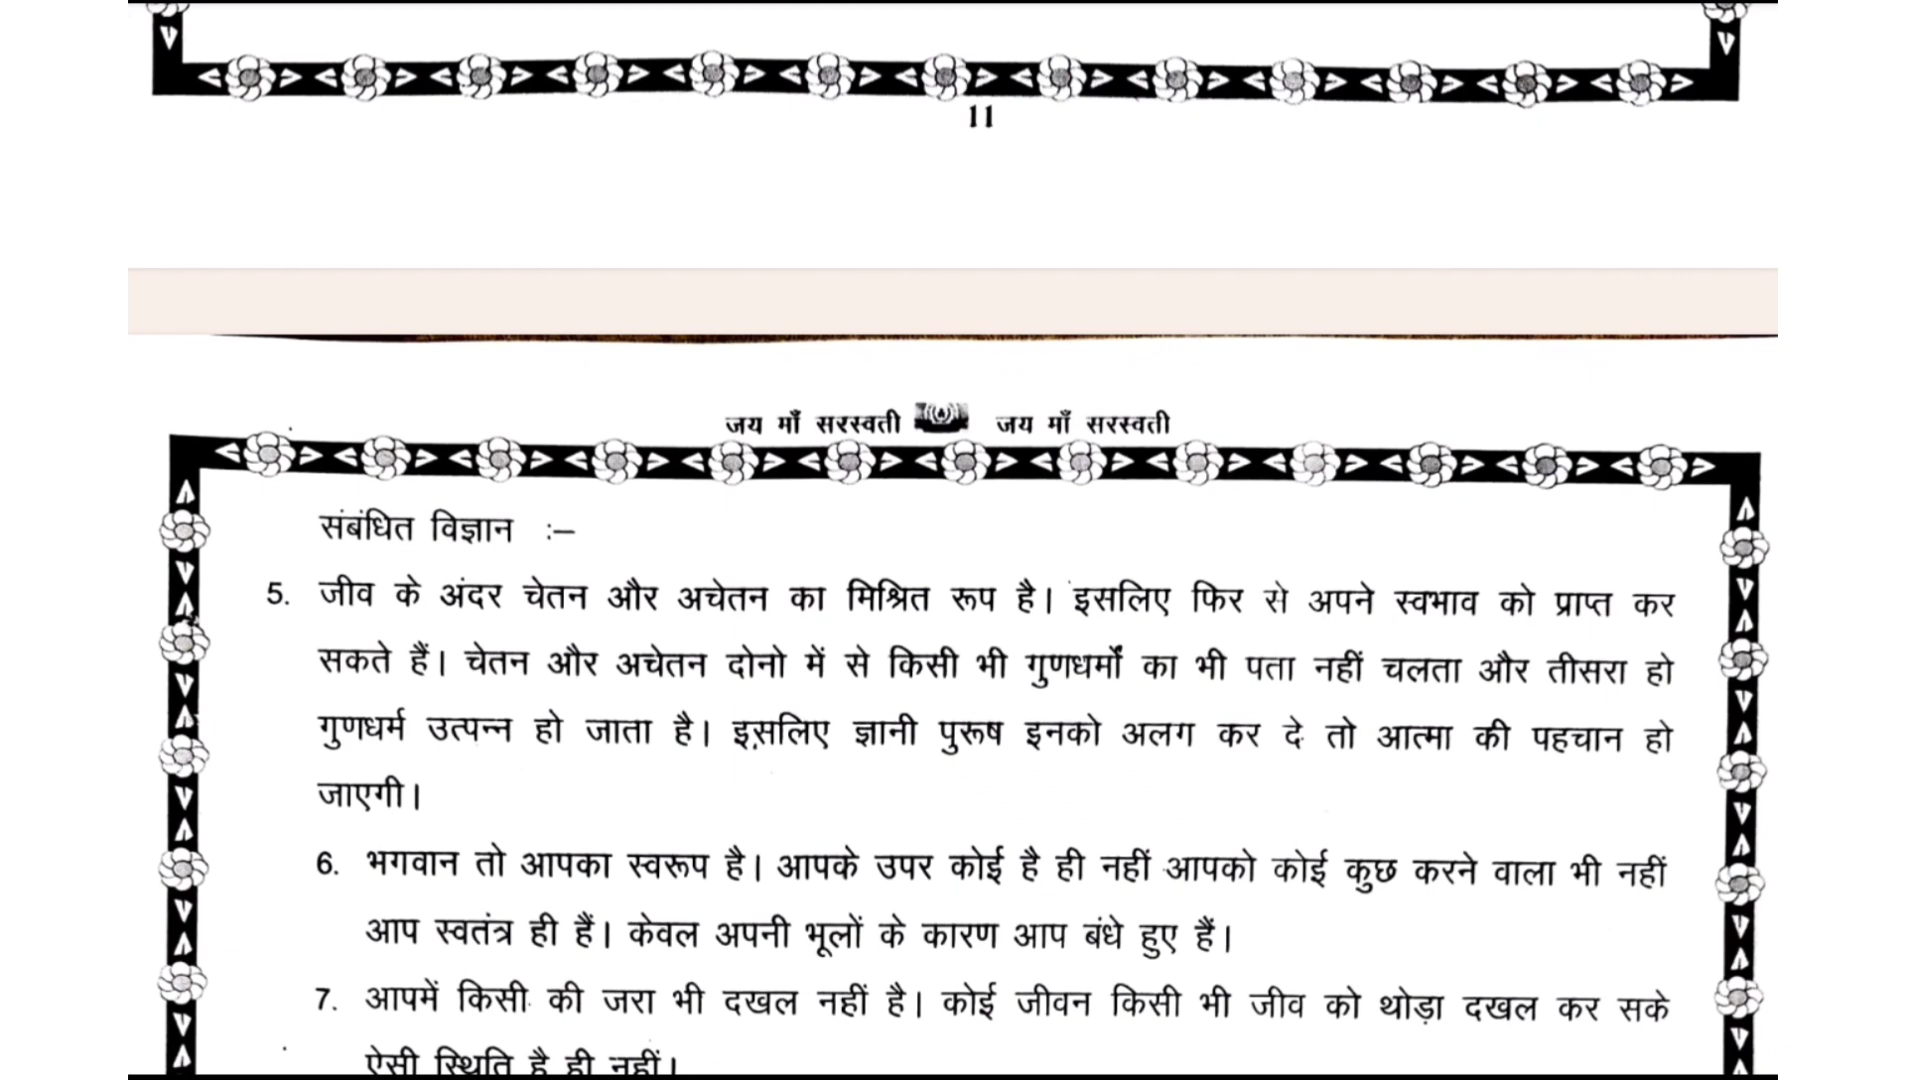 11
जय माँ सरस्वती जय माँ सरस्वती
संबंधित विज्ञान :–
5. जीव के अंदर चेतन और अचेतन का मिश्रित रूप है। इसलिए फिर से अपने स्वभाव को प्राप्त कर
सकते हैं। चेतन और अचेतन दोनो में से किसी भी गुणधर्मों का भी पता नहीं चलता और तीसरा हो
गुणधर्म उत्पन्न हो जाता है। इसलिए ज्ञानी पुरूष इनको अलग कर दे तो आत्मा की पहचान हो
जाएगी।
6. भगवान तो आपका स्वरूप है। आपके उपर कोई है ही नहीं आपको कोई कुछ करने वाला भी नहीं
आप स्वतंत्र ही हैं। केवल अपनी भूलों के कारण आप बंधे हुए हैं।
7. आपमें किसी की जरा भी दखल नहीं है। कोई जीवन किसी भी जीव को थोड़ा दखल कर सके
ऐसी स्थिति है ही नहीं।